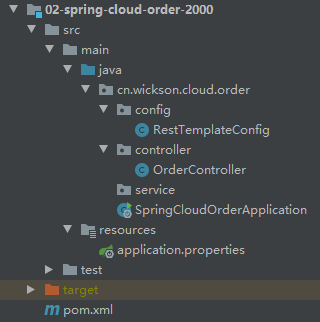 02-spring-cloud-order-2000
src
main
java
cn.wickson.cloud.order
config
RestTemplateConfig
controller
OrderController
service
SpringCloudOrderApplication
resources
application.properties
test
target
pom.xml